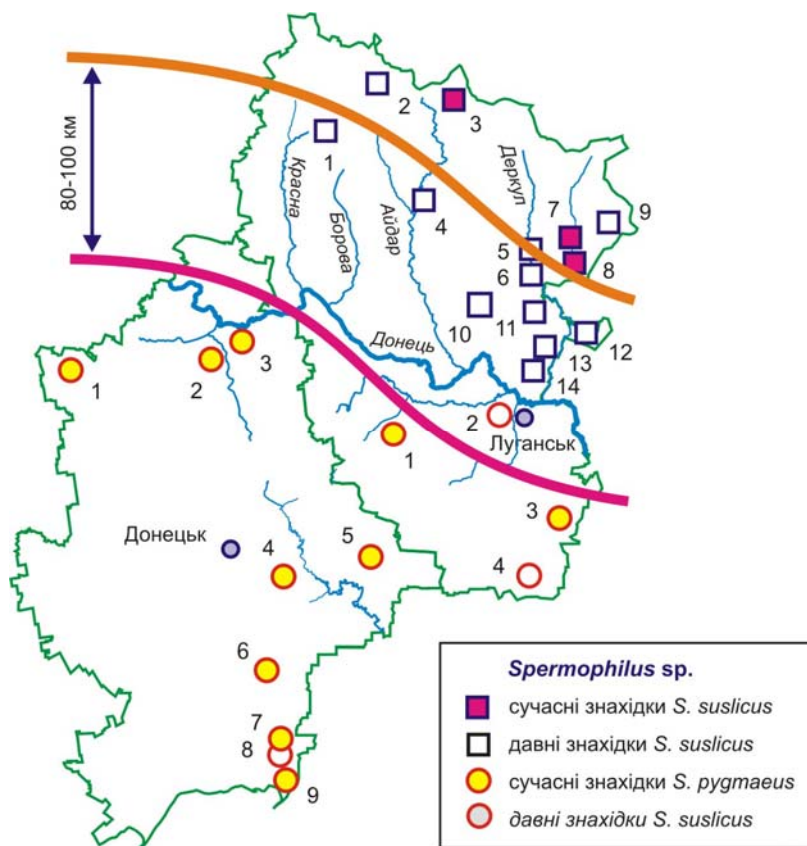 80-100 км
2
3
1
Красна
Борова
Айдар
4
Деркул
7
9
5
6
8
10
11
Донець
12
13
14
1
2
3
2
Луганськ
1
3
4
Донецьк
4
5
6
7
8
9
Spermophilus sp.
сучасні знахідки S. suslicus
давні знахідки S. suslicus
сучасні знахідки S. pygmaeus
давні знахідки S. suslicus